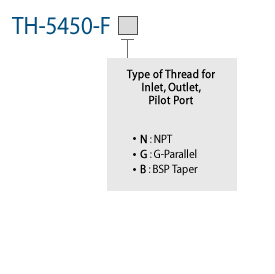 TH-5450-F
Type of Thread for
Inlet, Outlet,
Pilot Port
• N : NPT
• G : G-Parallel
• B : BSP Taper